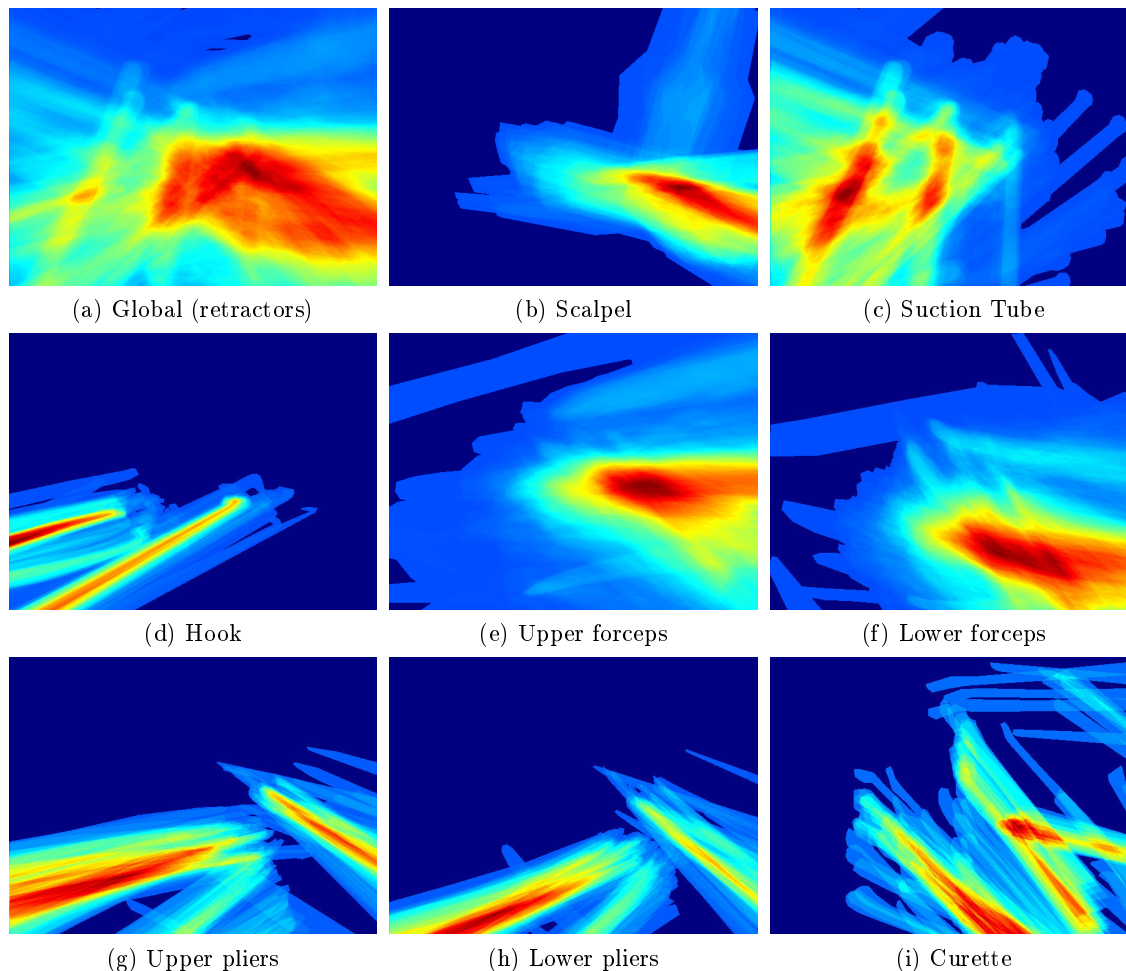 (a) Global (retractors)
(b) Scalpel
(c) Suction Tube
(d) Hook
(e) Upper forceps
(f) Lower forceps
(g) Upper pliers
(h) Lower pliers
(i) Curette